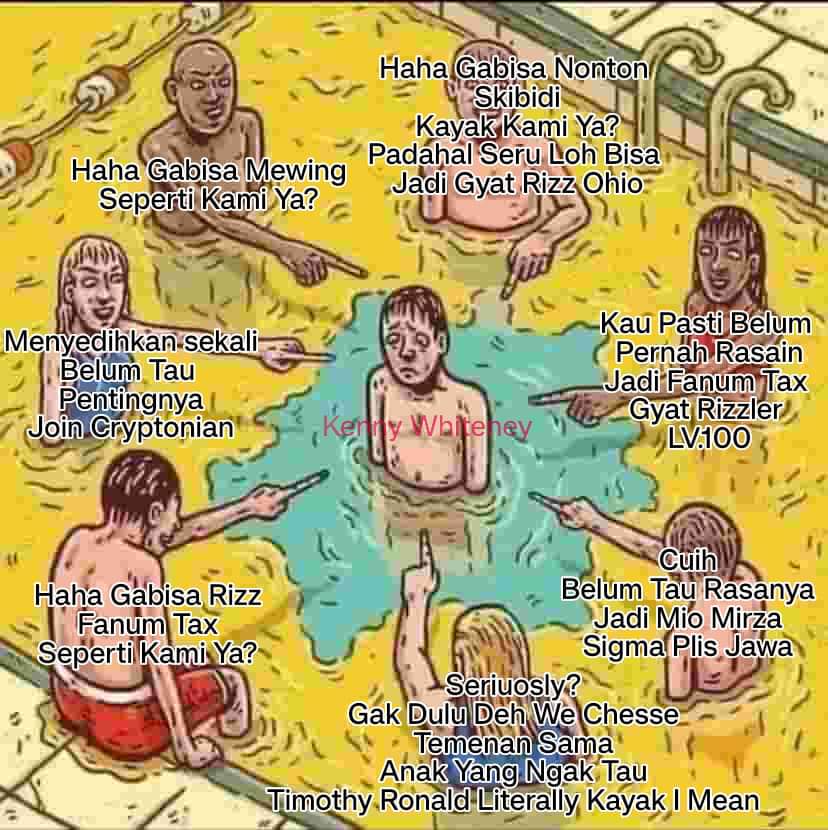 Haha Gabisa Nonton
Skibidi
Kayak Kami Ya?
Padahal Seru Loh Bisa
Jadi Gyat Rizz Ohio
Haha Gabisa Mewing
Seperti Kami Ya?
Kau Pasti Belum
Pernah Rasain
Jadi Fanum Tax
Gyat Rizzler
LV.100
Menyedihkan sekali
Belum Tau
Pentingnya
Join Cryptonian
Kenny Whiteney
Cuih
Belum Tau Rasanya
Jadi Mio Mirza
Sigma Plis Jawa
Haha Gabisa Rizz
Fanum Tax
Seperti Kami Ya?
Seriuosly?
Gak Dulu Deh We Chesse
Temenan Sama
Anak Yang Ngak Tau
Timothy Ronald Literally Kayak I Mean